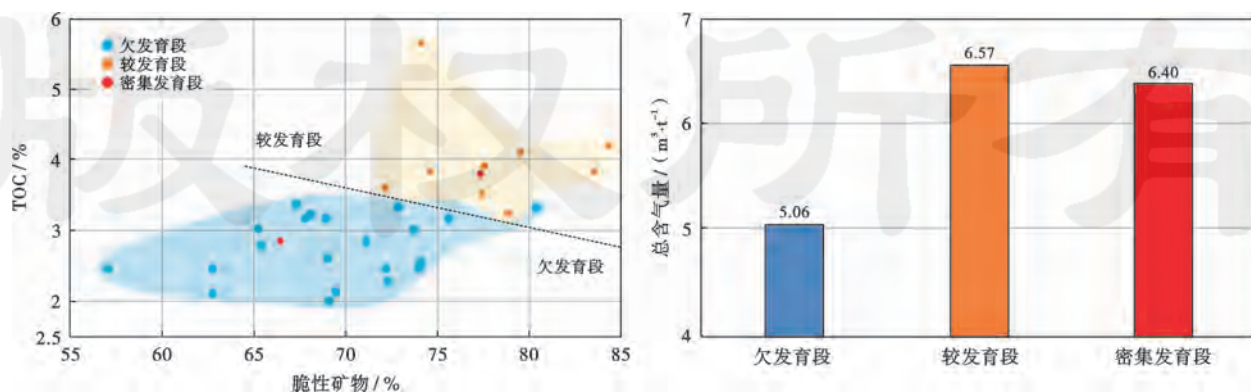 6
5
4
3
2
2.5
TOC / %
欠发育段
较发育段
密集发育段
较发育段
欠发育段
55
60
65
70
75
80
85
脆性矿物 / %
7
6
5
4
总含气量 / (m³·t⁻¹)
5.06
6.57
6.40
欠发育段
较发育段
密集发育段
版权所有